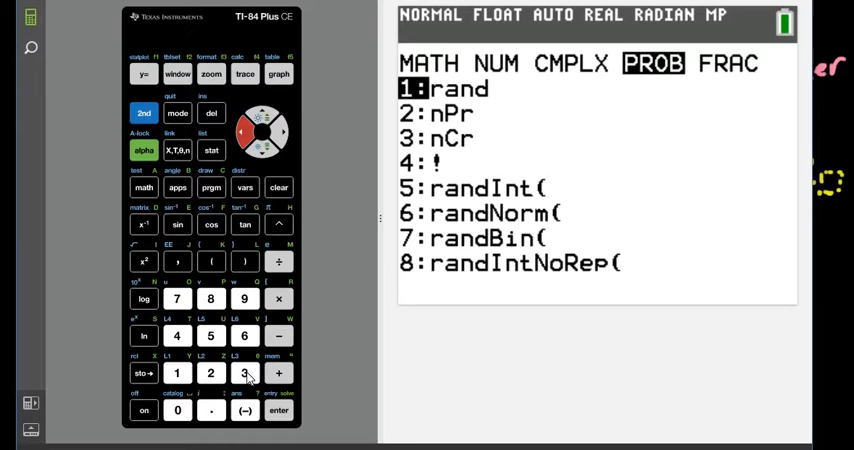 TEXAS INSTRUMENTS TI-84 Plus CE
statplot f1 tblset f2 format f3 calc f4 table f5
y= window zoom trace graph
quit ins
2nd mode del
A-lock link list
alpha X,T,θ,n stat
test A angle B draw C distr
math apps prgm vars clear
matrix D sin⁻¹ E cos⁻¹ F tan⁻¹ G π H
x⁻¹ sin cos tan ^
√ I EE J { K } L e M
x² , ( ) ÷
10ˣ N u O v P w Q [ R
log 7 8 9 ×
eˣ S L4 T L5 U L6 V ] W
ln 4 5 6 −
rcl X L1 Y L2 Z L3 θ mem "
sto→ 1 2 3 +
off catalog ␣ i : ans ? entry solve
on 0 . (−) enter
NORMAL FLOAT AUTO REAL RADIAN MP
MATH NUM CMPLX PROB FRAC
1:rand
2:nPr
3:nCr
4:!
5:randInt(
6:randNorm(
7:randBin(
8:randIntNoRep(
er